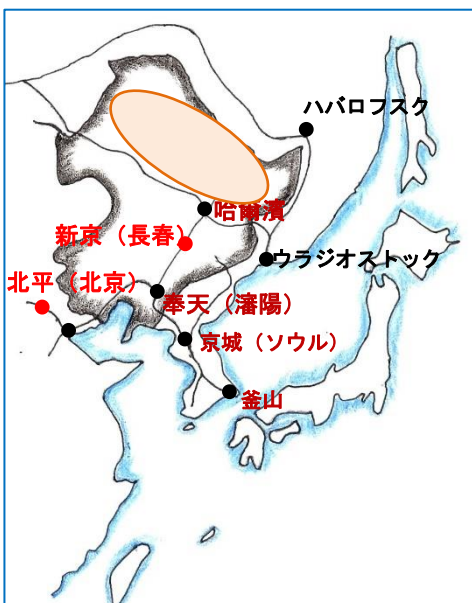 ハバロフスク
哈爾濱
新京（長春）
ウラジオストック
北平（北京）
奉天（瀋陽）
京城（ソウル）
釜山